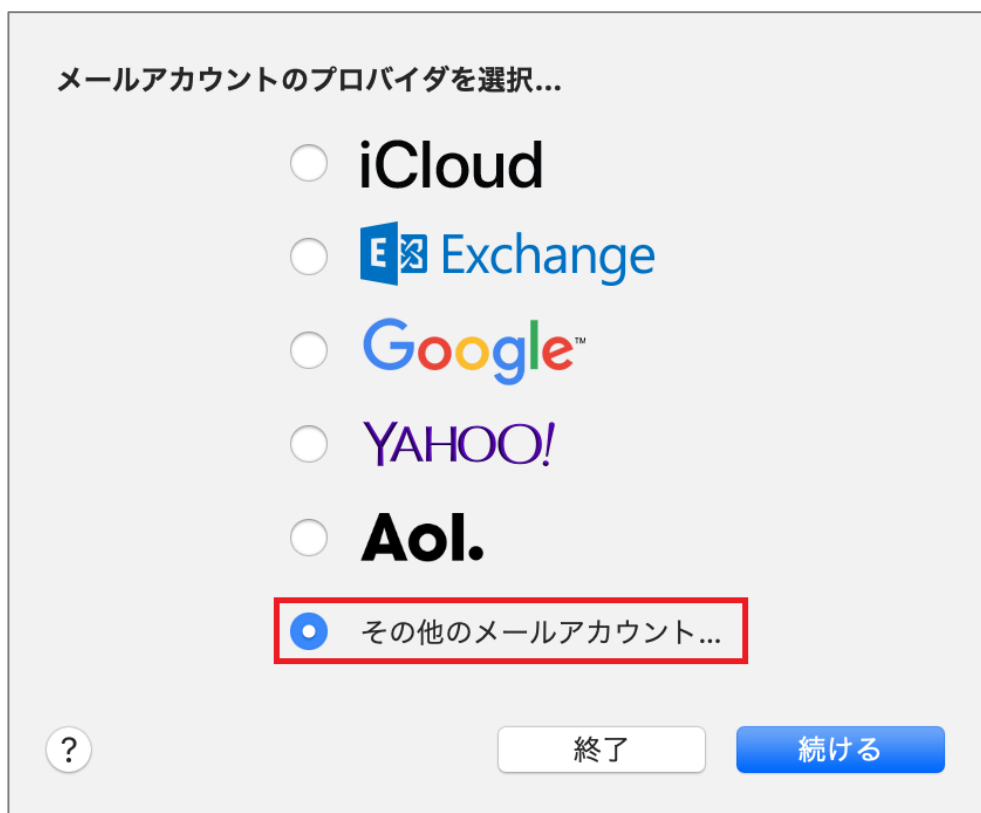 メールアカウントのプロバイダを選択...
iCloud
E Exchange
Google™
YAHOO!
Aol.
その他のメールアカウント...
? 終了 続ける